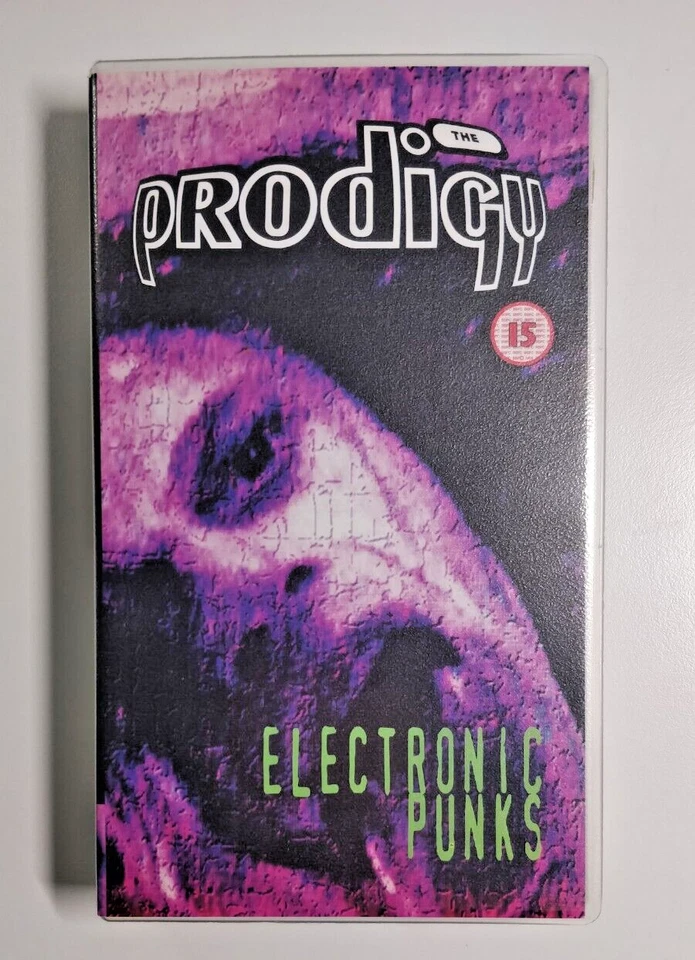 THE
PRODIGY
15
ELECTRONIC
PUNKS